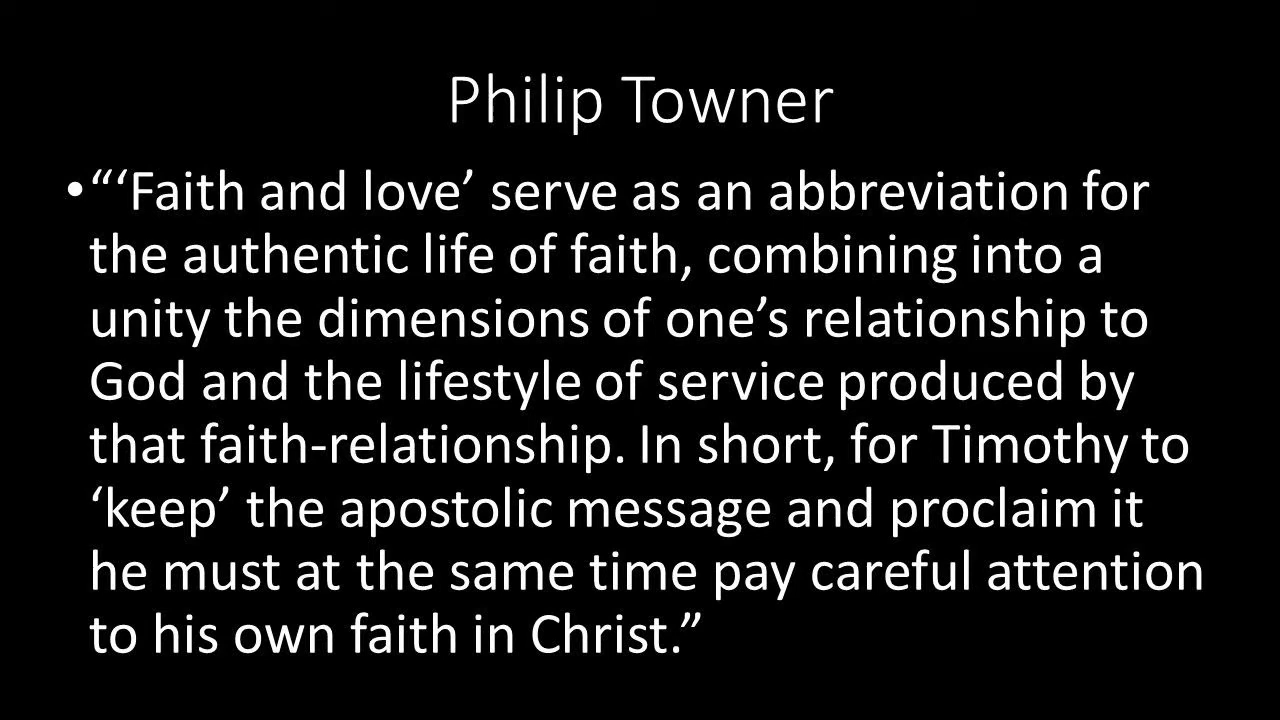 Philip Towner
• “‘Faith and love’ serve as an abbreviation for
the authentic life of faith, combining into a
unity the dimensions of one’s relationship to
God and the lifestyle of service produced by
that faith-relationship. In short, for Timothy to
‘keep’ the apostolic message and proclaim it
he must at the same time pay careful attention
to his own faith in Christ.”